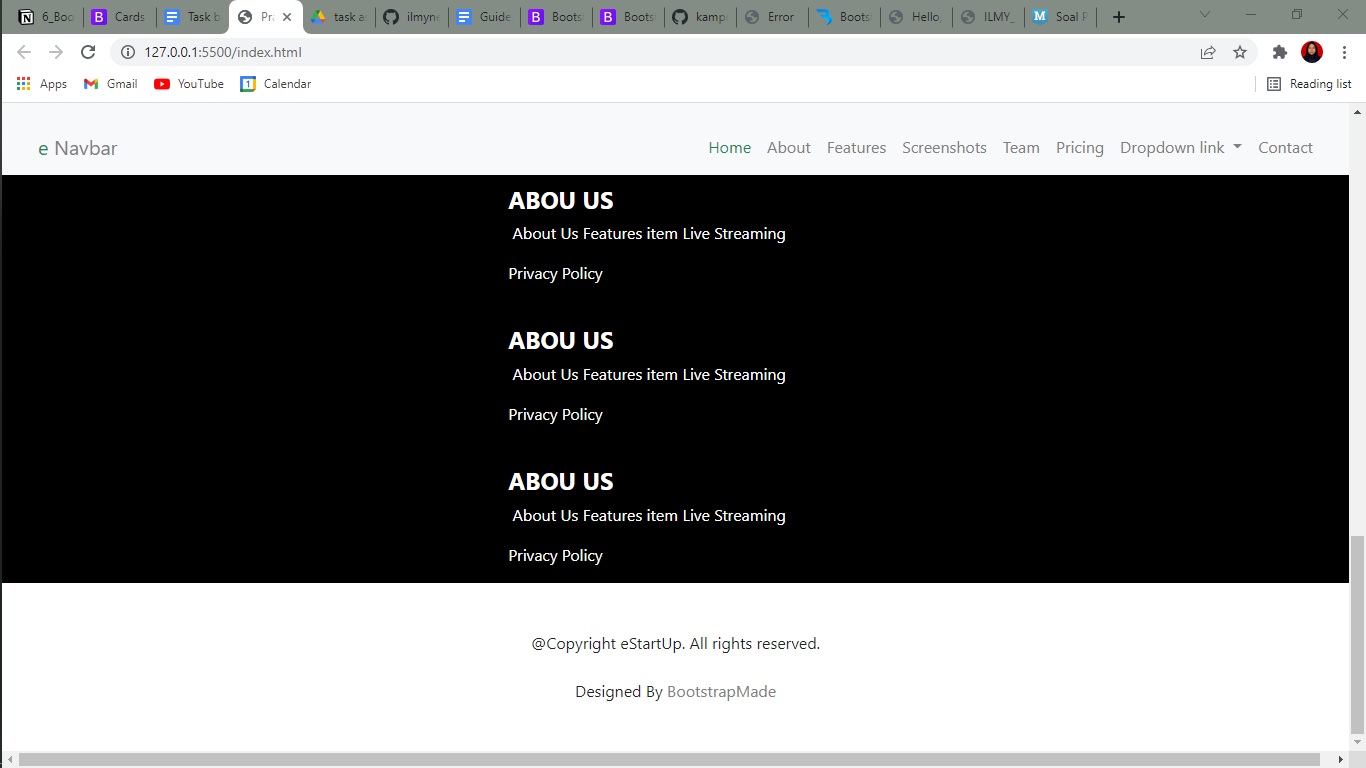 6_Boo Cards Task b Pra task as ilmyne Guide Boots Boots kamp Error Boots Hello, ILMY_ Soal P
127.0.0.1:5500/index.html
Apps Gmail YouTube Calendar Reading list
e Navbar Home About Features Screenshots Team Pricing Dropdown link Contact
ABOU US
About Us Features item Live Streaming
Privacy Policy
ABOU US
About Us Features item Live Streaming
Privacy Policy
ABOU US
About Us Features item Live Streaming
Privacy Policy
@Copyright eStartUp. All rights reserved.
Designed By BootstrapMade